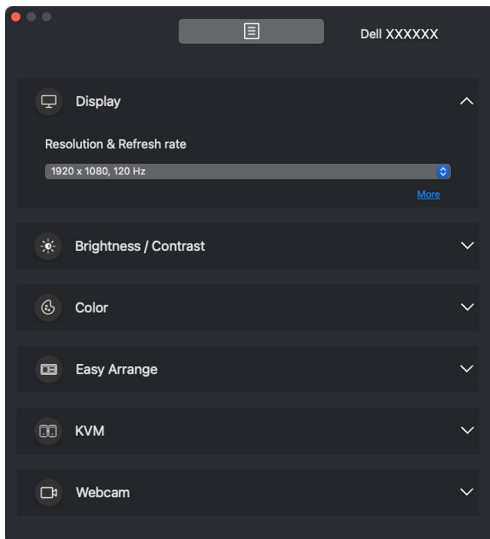 Dell XXXXXX
Display
Resolution & Refresh rate
1920 x 1080, 120 Hz
More
Brightness / Contrast
Color
Easy Arrange
KVM
Webcam